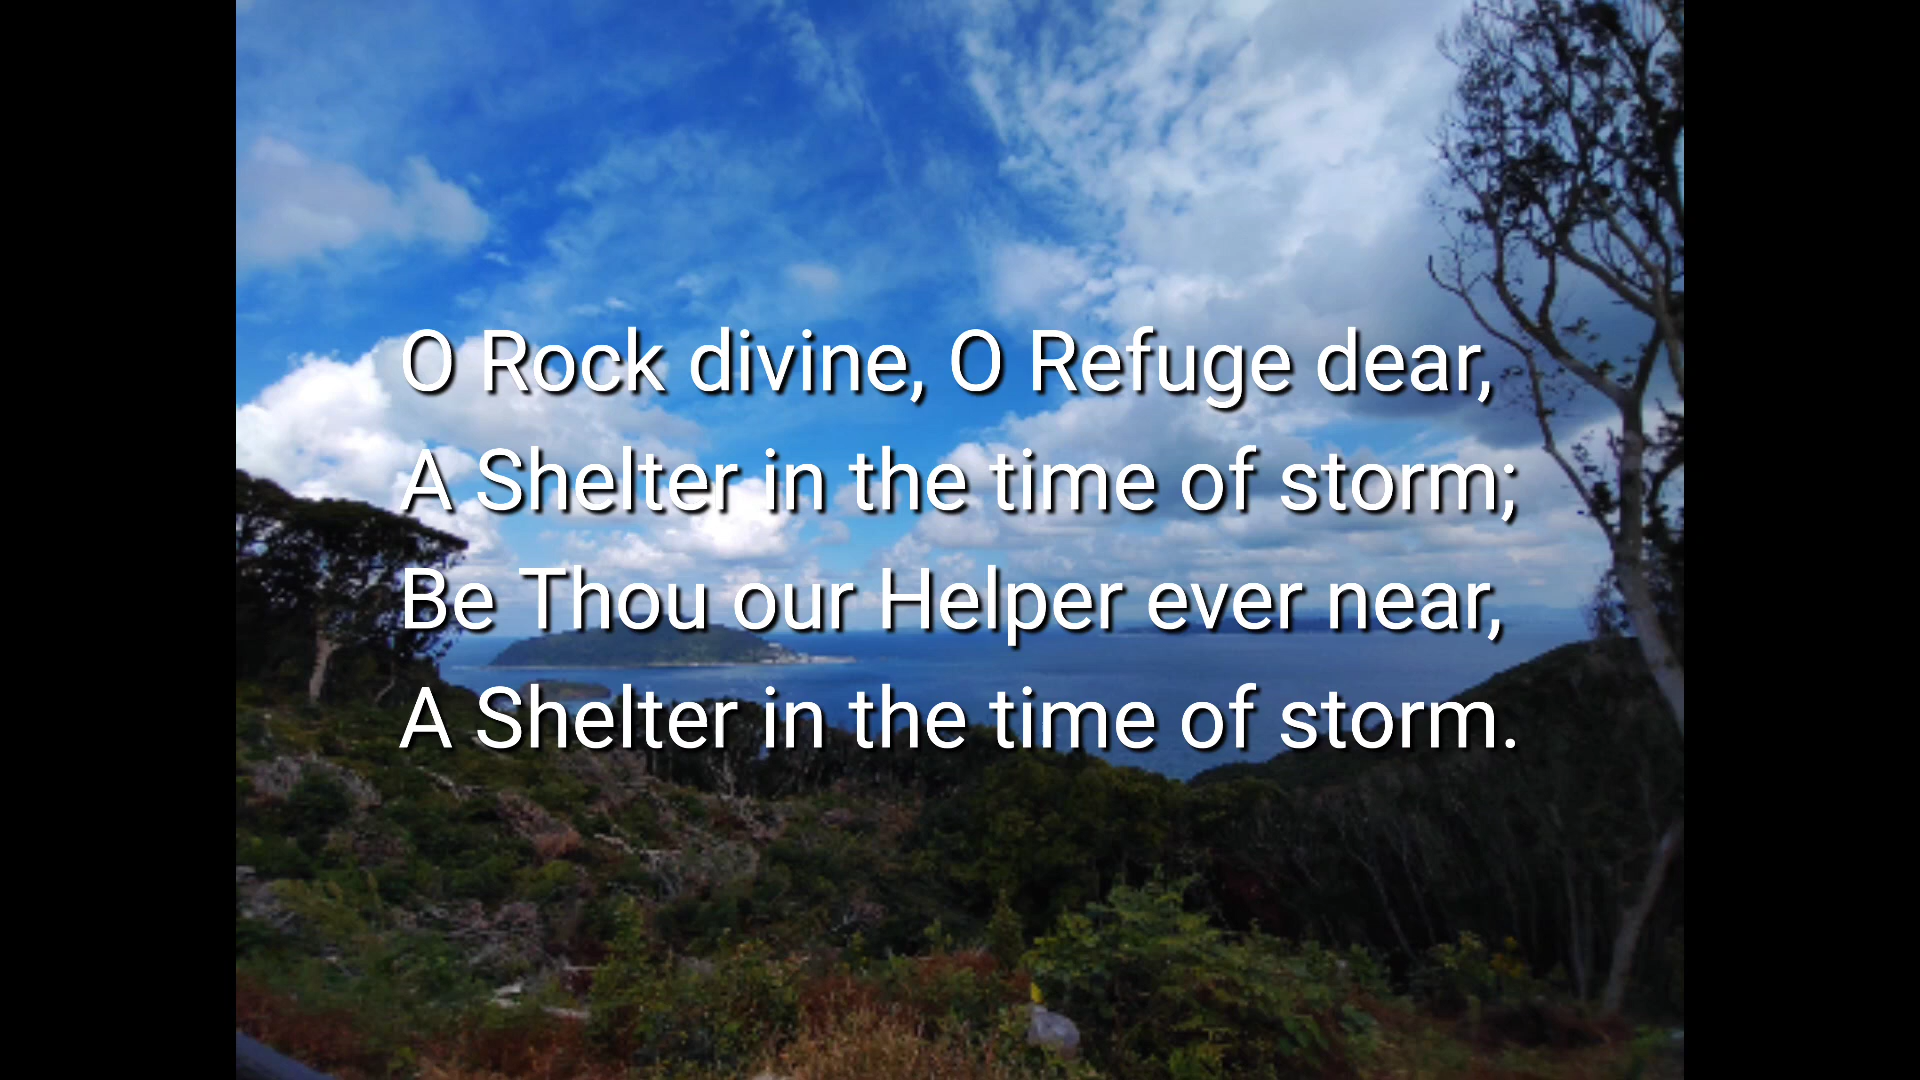 O Rock divine, O Refuge dear,
A Shelter in the time of storm;
Be Thou our Helper ever near,
A Shelter in the time of storm.